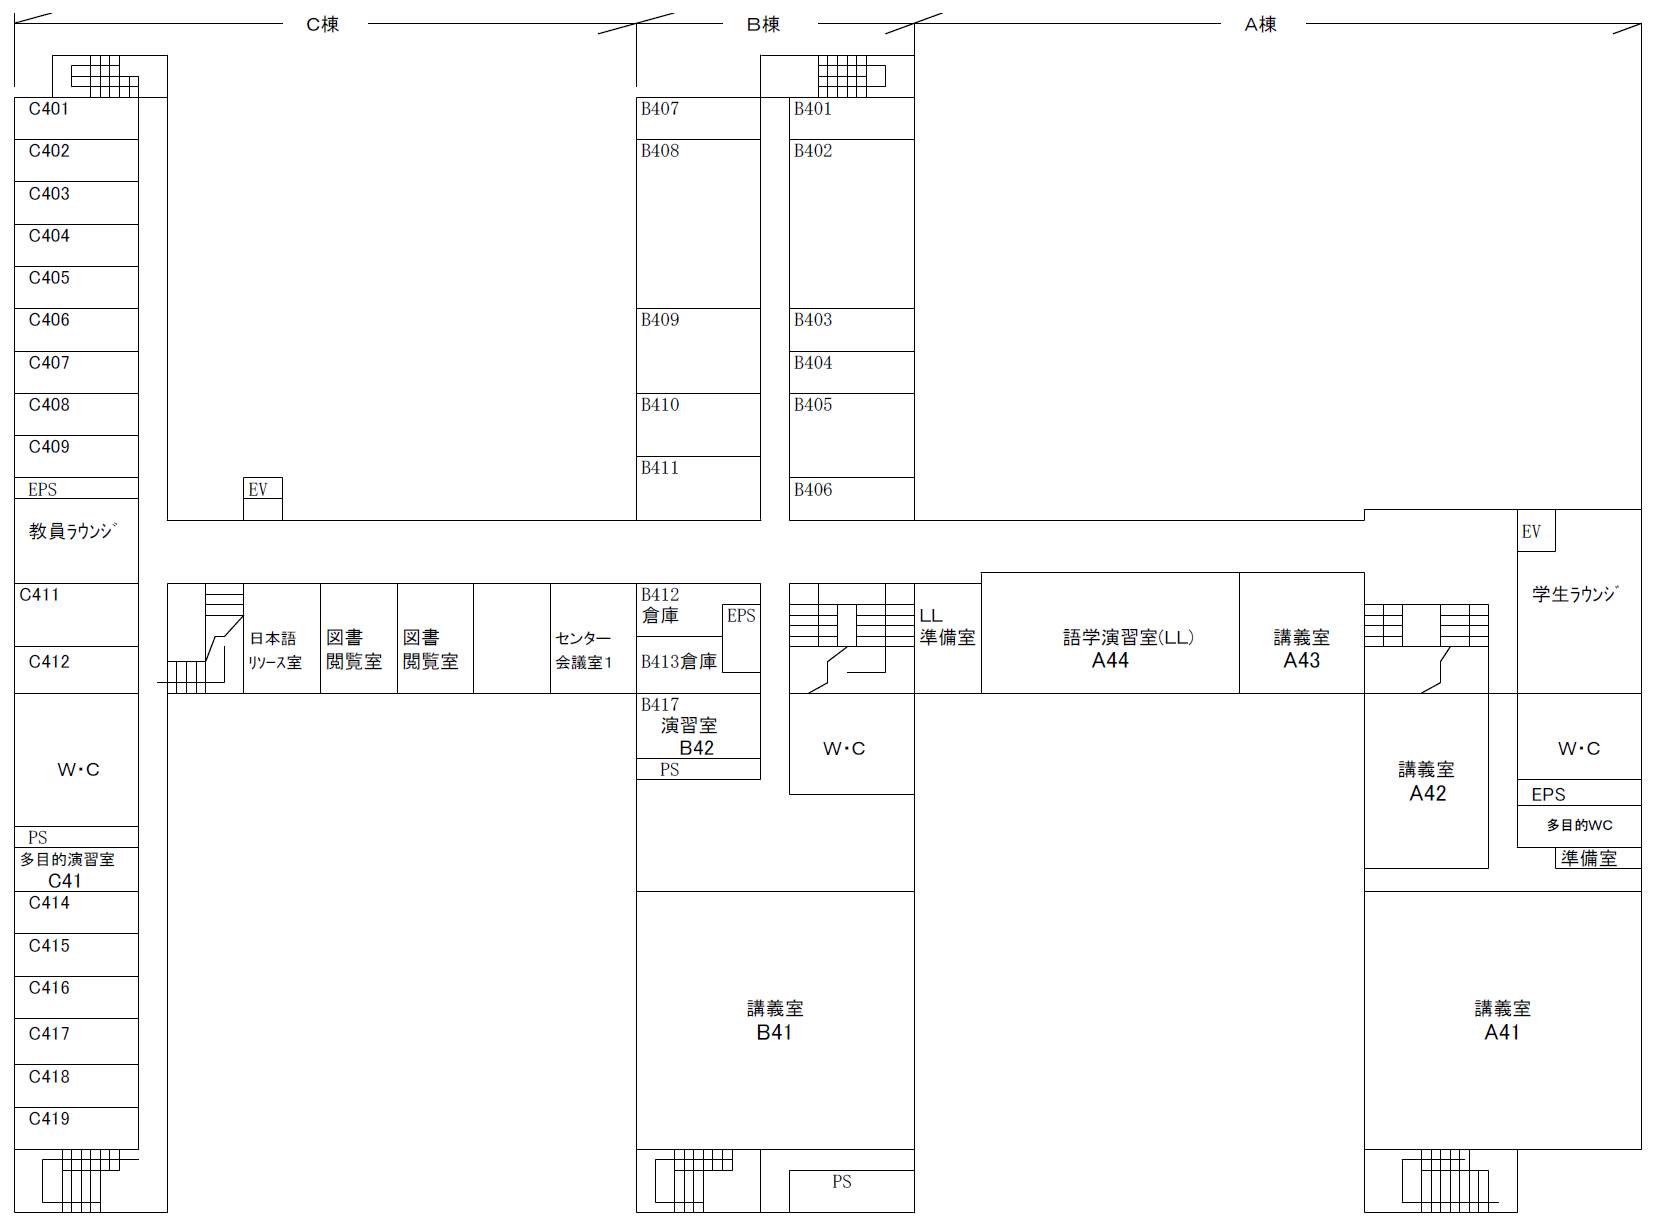 C棟
B棟
A棟
C401
C402
C403
C404
C405
C406
C407
C408
C409
EPS
教員ラウンジ
C411
C412
W・C
PS
多目的演習室
C41
C414
C415
C416
C417
C418
C419
EV
日本語
リソース室
図書
閲覧室
図書
閲覧室
センター
会議室1
B407
B408
B409
B410
B411
B412
倉庫
EPS
B413倉庫
B417
演習室
B42
PS
講義室
B41
PS
B401
B402
B403
B404
B405
B406
W・C
LL
準備室
語学演習室(LL)
A44
講義室
A43
EV
学生ラウンジ
講義室
A42
W・C
EPS
多目的WC
準備室
講義室
A41